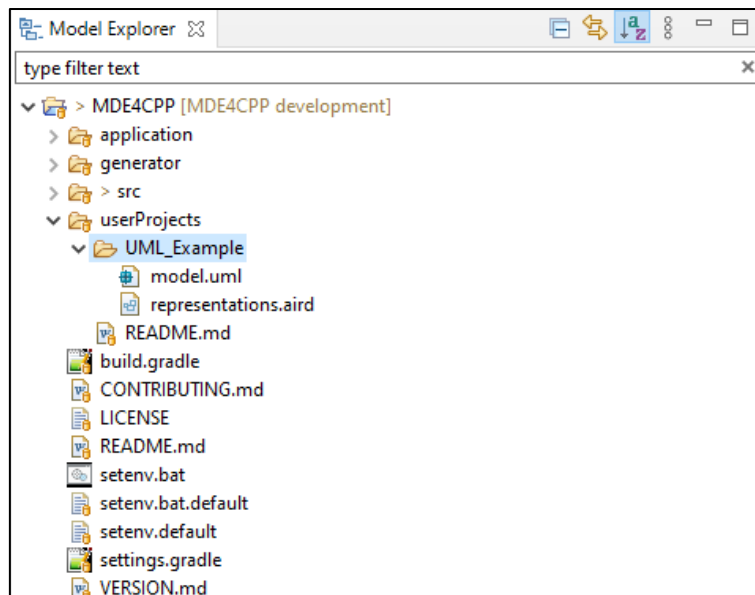 Model Explorer
type filter text
> MDE4CPP [MDE4CPP development]
application
generator
> src
userProjects
UML_Example
model.uml
representations.aird
README.md
build.gradle
CONTRIBUTING.md
LICENSE
README.md
setenv.bat
setenv.bat.default
setenv.default
settings.gradle
VERSION.md